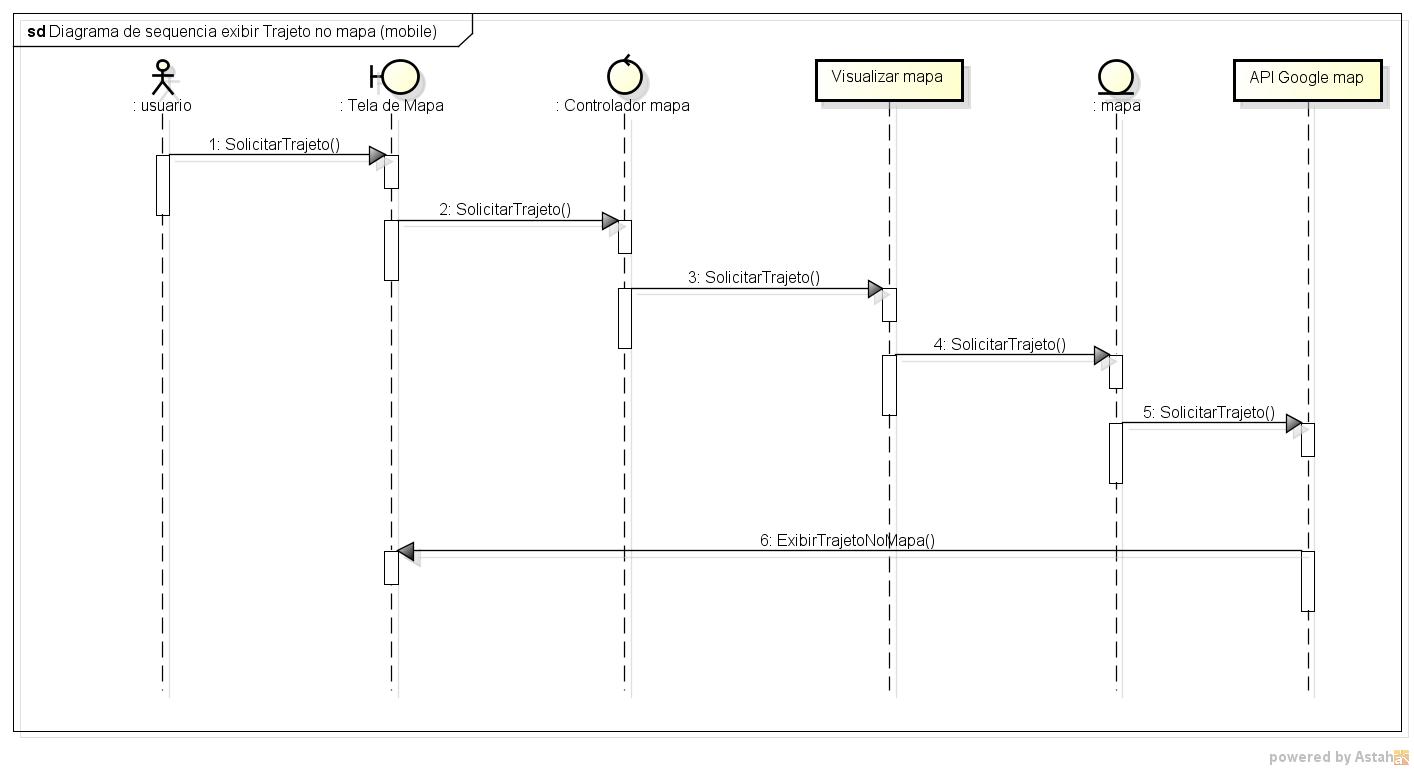 sd Diagrama de sequencia exibir Trajeto no mapa (mobile)
: usuario
: Tela de Mapa
: Controlador mapa
Visualizar mapa
: mapa
API Google map
1: SolicitarTrajeto()
2: SolicitarTrajeto()
3: SolicitarTrajeto()
4: SolicitarTrajeto()
5: SolicitarTrajeto()
6: ExibirTrajetoNoMapa()
powered by Astah